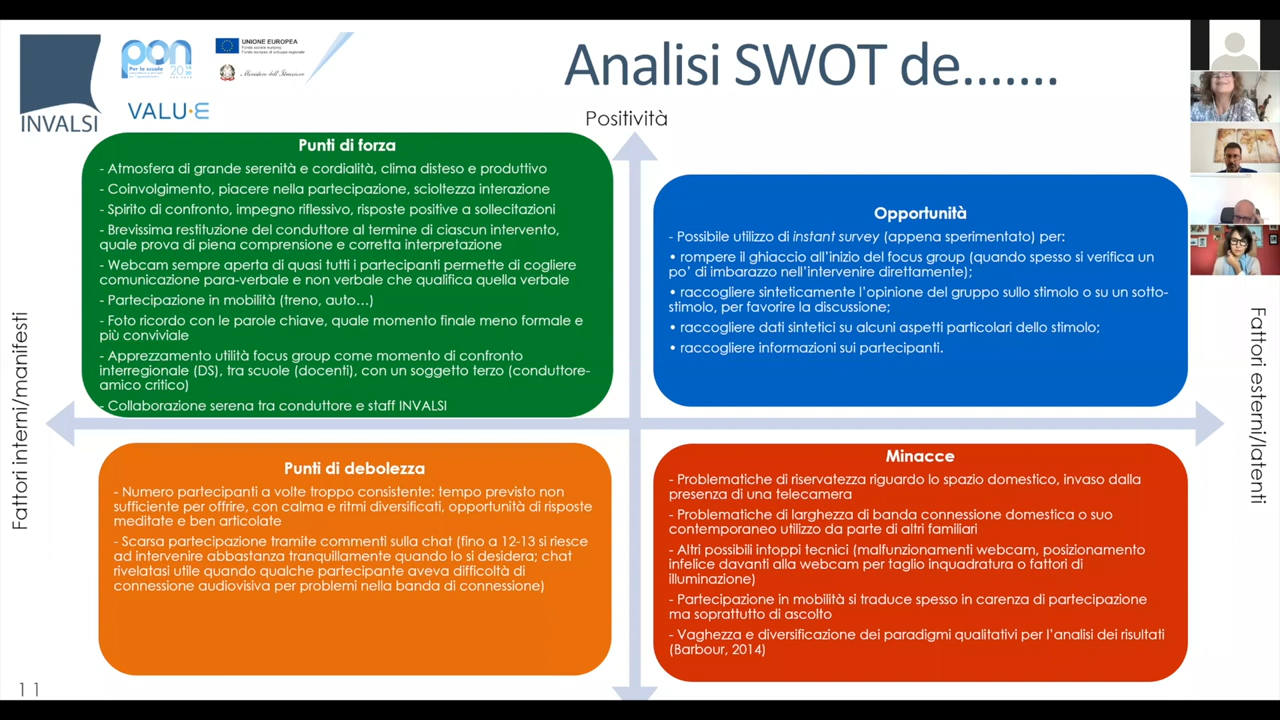 INVALSI
pon
Per la scuola
2014
2020
UNIONE EUROPEA
Fondo sociale europeo
Fondo europeo di sviluppo regionale
Ministero dell'Istruzione
VALU·E
Analisi SWOT de.......
Positività
Fattori interni/manifesti
Punti di forza
- Atmosfera di grande serenità e cordialità, clima disteso e produttivo
- Coinvolgimento, piacere nella partecipazione, scioltezza interazione
- Spirito di confronto, impegno riflessivo, risposte positive a sollecitazioni
- Brevissima restituzione del conduttore al termine di ciascun intervento,
quale prova di piena comprensione e corretta interpretazione
- Webcam sempre aperta di quasi tutti i partecipanti permette di cogliere
comunicazione para-verbale e non verbale che qualifica quella verbale
- Partecipazione in mobilità (treno, auto…)
- Foto ricordo con le parole chiave, quale momento finale meno formale e
più conviviale
- Apprezzamento utilità focus group come momento di confronto
interregionale (DS), tra scuole (docenti), con un soggetto terzo (conduttore-
amico critico)
- Collaborazione serena tra conduttore e staff INVALSI
Opportunità
- Possibile utilizzo di instant survey (appena sperimentato) per:
• rompere il ghiaccio all'inizio del focus group (quando spesso si verifica un
po' di imbarazzo nell'intervenire direttamente);
• raccogliere sinteticamente l'opinione del gruppo sullo stimolo o su un sotto-
stimolo, per favorire la discussione;
• raccogliere dati sintetici su alcuni aspetti particolari dello stimolo;
• raccogliere informazioni sui partecipanti.
Fattori esterni/latenti
Punti di debolezza
- Numero partecipanti a volte troppo consistente: tempo previsto non
sufficiente per offrire, con calma e ritmi diversificati, opportunità di risposte
meditate e ben articolate
- Scarsa partecipazione tramite commenti sulla chat (fino a 12-13 si riesce
ad intervenire abbastanza tranquillamente quando lo si desidera; chat
rivelatasi utile quando qualche partecipante aveva difficoltà di
connessione audiovisiva per problemi nella banda di connessione)
Minacce
- Problematiche di riservatezza riguardo lo spazio domestico, invaso dalla
presenza di una telecamera
- Problematiche di larghezza di banda connessione domestica o suo
contemporaneo utilizzo da parte di altri familiari
- Altri possibili intoppi tecnici (malfunzionamenti webcam, posizionamento
infelice davanti alla webcam per taglio inquadratura o fattori di
illuminazione)
- Partecipazione in mobilità si traduce spesso in carenza di partecipazione
ma soprattutto di ascolto
- Vaghezza e diversificazione dei paradigmi qualitativi per l'analisi dei risultati
(Barbour, 2014)
11